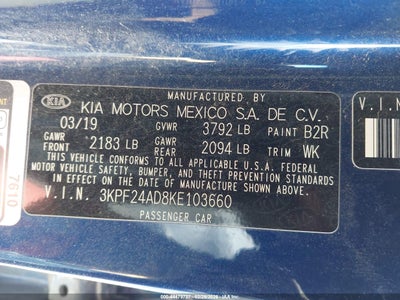 MANUFACTURED BY
KIA KIA MOTORS MEXICO S.A. DE C.V.
03/19 GVWR 3792 LB PAINT B2R
GAWR FRONT 2183 LB GAWR REAR 2094 LB TRIM WK
THIS VEHICLE CONFORMS TO ALL APPLICABLE U.S. FEDERAL
MOTOR VEHICLE SAFETY, BUMPER, AND THEFT PREVENTION
STANDARDS IN EFFECT ON THE DATE OF MANUFACTURE
SHOWN ABOVE.
V.I.N. 3KPF24AD8KE103660
PASSENGER CAR
V.I.N
7610